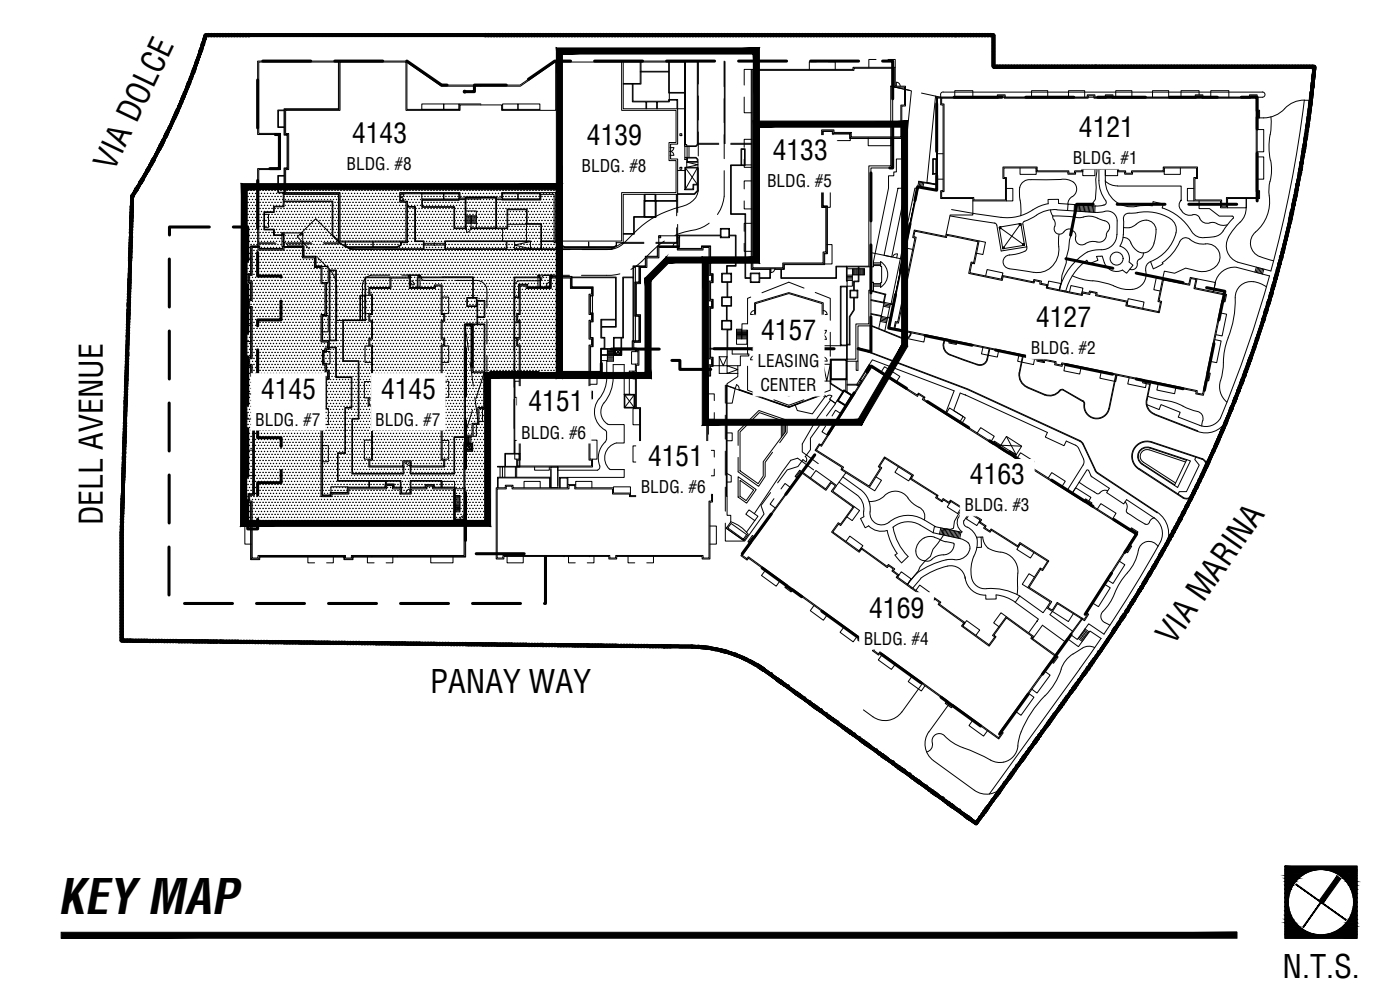 VIA DOLCE
4143
BLDG. #8
4139
BLDG. #8
4133
BLDG. #5
4121
BLDG. #1
4127
BLDG. #2
4157
LEASING
CENTER
DELL AVENUE
4145
BLDG. #7
4145
BLDG. #7
4151
BLDG. #6
4151
BLDG. #6
4163
BLDG. #3
4169
BLDG. #4
VIA MARINA
PANAY WAY
KEY MAP
N.T.S.